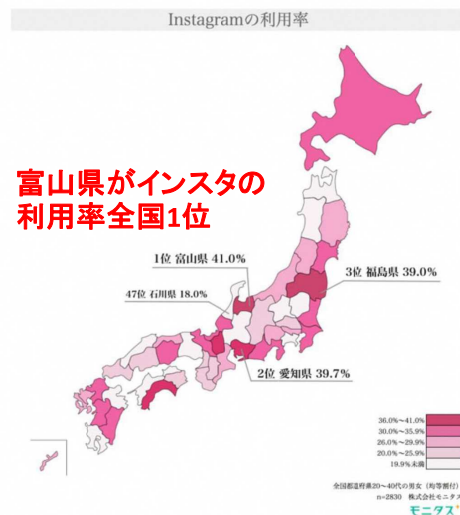 Instagramの利用率
富山県がインスタの
利用率全国1位
1位 富山県 41.0%
3位 福島県 39.0%
47位 石川県 18.0%
2位 愛知県 39.7%
36.0%〜41.0%
30.0%〜35.9%
26.0%〜29.9%
20.0%〜25.9%
19.9%未満
全国都道府県20〜40代の男女（均等割付）
n=2830 株式会社モニタス
モニタス